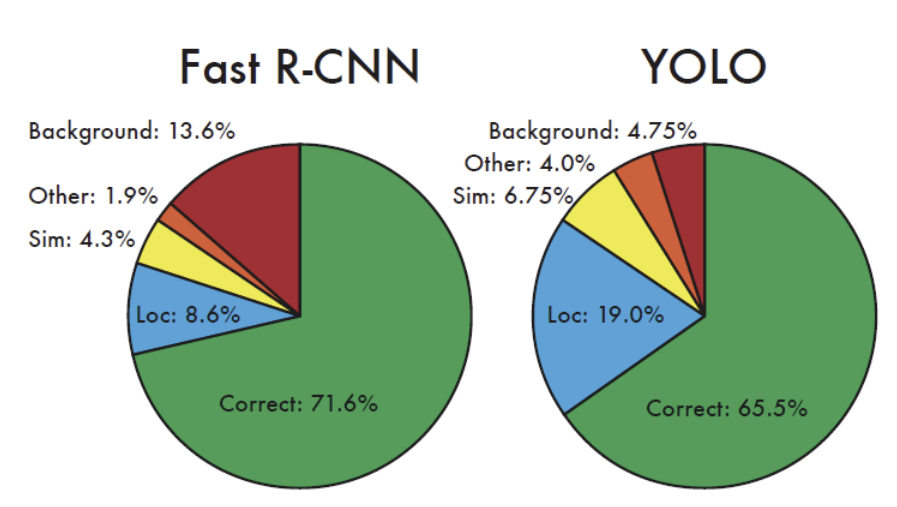 Fast R-CNN
Background: 13.6%
Other: 1.9%
Sim: 4.3%
Loc: 8.6%
Correct: 71.6%
YOLO
Background: 4.75%
Other: 4.0%
Sim: 6.75%
Loc: 19.0%
Correct: 65.5%